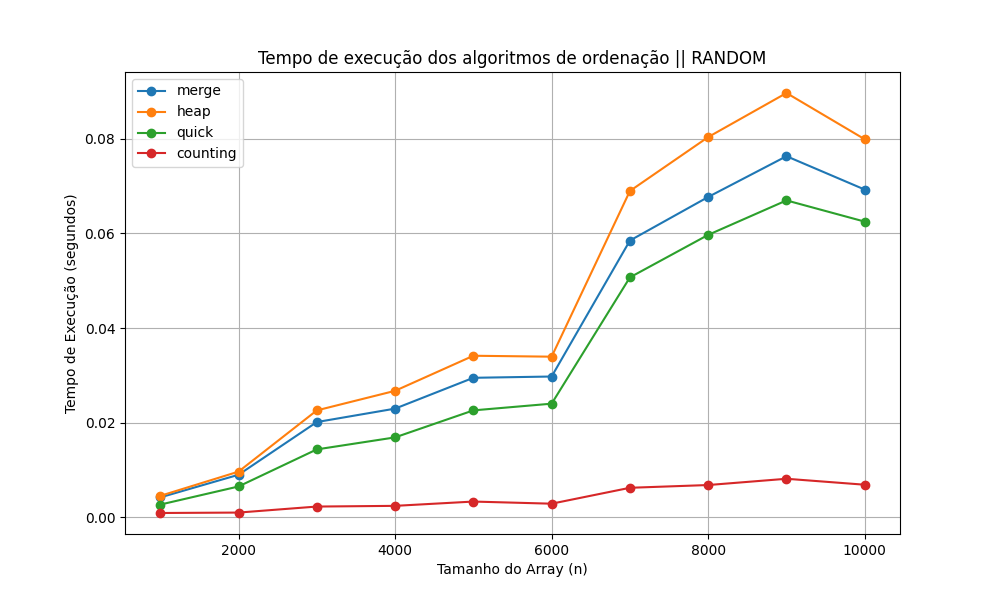 Tempo de execução dos algoritmos de ordenação || RANDOM
merge
heap
quick
counting
Tempo de Execução (segundos)
0.08
0.06
0.04
0.02
0.00
2000
4000
6000
8000
10000
Tamanho do Array (n)